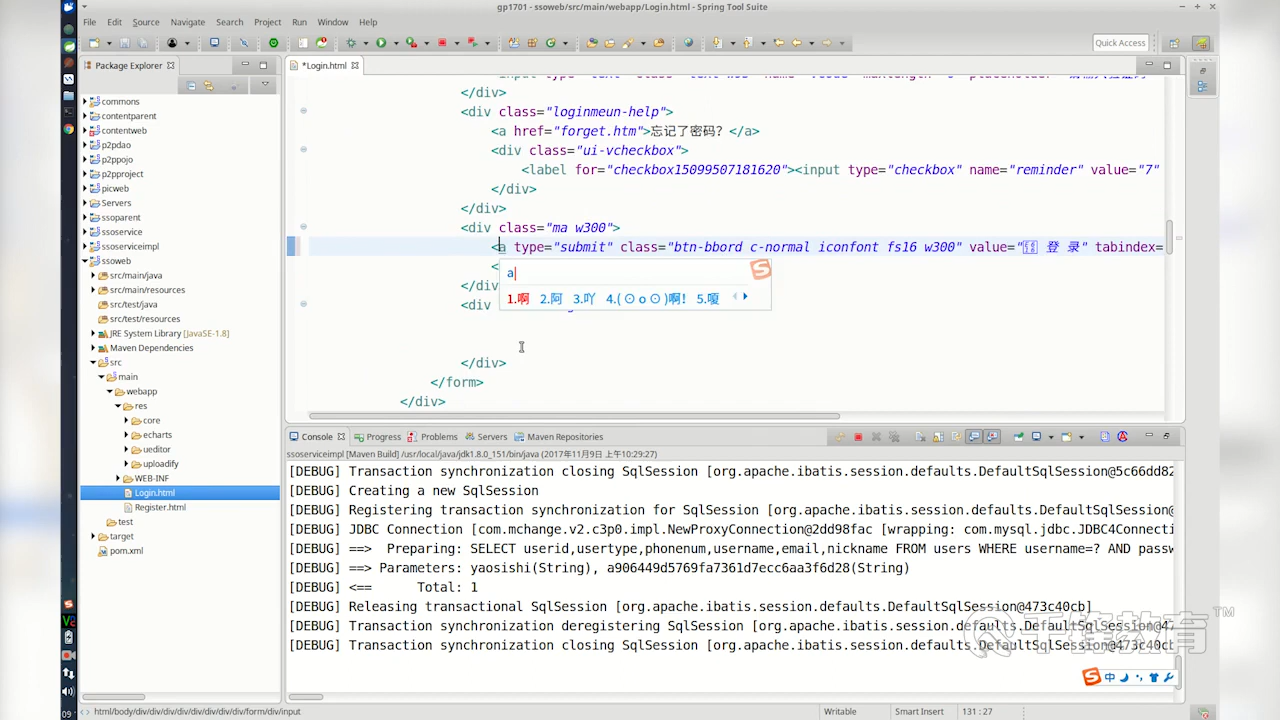 gp1701 - ssoweb/src/main/webapp/Login.html - Spring Tool Suite
File Edit Source Navigate Search Project Run Window Help
Quick Access
Package Explorer
*Login.html
commons
contentparent
contentweb
p2pdao
p2ppojo
p2pproject
picweb
Servers
ssoparent
ssoservice
ssoserviceimpl
ssoweb
src/main/java
src/main/resources
src/test/java
src/test/resources
JRE System Library [JavaSE-1.8]
Maven Dependencies
src
main
webapp
res
core
echarts
ueditor
uploadify
WEB-INF
Login.html
Register.html
test
target
pom.xml
</div>
<div class="loginmeun-help">
<a href="forget.htm">忘记了密码？</a>
<div class="ui-vcheckbox">
<label for="checkbox15099507181620"><input type="checkbox" name="reminder" value="7"
</div>
</div>
<div class="ma w300">
<a type="submit" class="btn-bbord c-normal iconfont fs16 w300" value=" 登 录" tabindex=
<
</div>
<div
</div>
</form>
</div>
a
1.啊 2.阿 3.吖 4.(⊙o⊙)啊! 5.嗄
Console Progress Problems Servers Maven Repositories
ssoserviceimpl [Maven Build] /usr/local/java/jdk1.8.0_151/bin/java (2017年11月9日 上午10:29:27)
[DEBUG] Transaction synchronization closing SqlSession [org.apache.ibatis.session.defaults.DefaultSqlSession@5c66dd82
[DEBUG] Creating a new SqlSession
[DEBUG] Registering transaction synchronization for SqlSession [org.apache.ibatis.session.defaults.DefaultSqlSession@473c
[DEBUG] JDBC Connection [com.mchange.v2.c3p0.impl.NewProxyConnection@2dd98fac [wrapping: com.mysql.jdbc.JDBC4Connecti
[DEBUG] ==> Preparing: SELECT userid,usertype,phonenum,username,email,nickname FROM users WHERE username=? AND passw
[DEBUG] ==> Parameters: yaosishi(String), a906449d5769fa7361d7ecc6aa3f6d28(String)
[DEBUG] <== Total: 1
[DEBUG] Releasing transactional SqlSession [org.apache.ibatis.session.defaults.DefaultSqlSession@473c40cb]
[DEBUG] Transaction synchronization deregistering SqlSession [org.apache.ibatis.session.defaults.DefaultSqlSession@47
[DEBUG] Transaction synchronization closing SqlSession [org.apache.ibatis.session.defaults.DefaultSqlSession@473c40cb
千锋教育™
中
html/body/div/div/div/div/div/div/div/form/div/input
Writable
Smart Insert
131 : 27
09